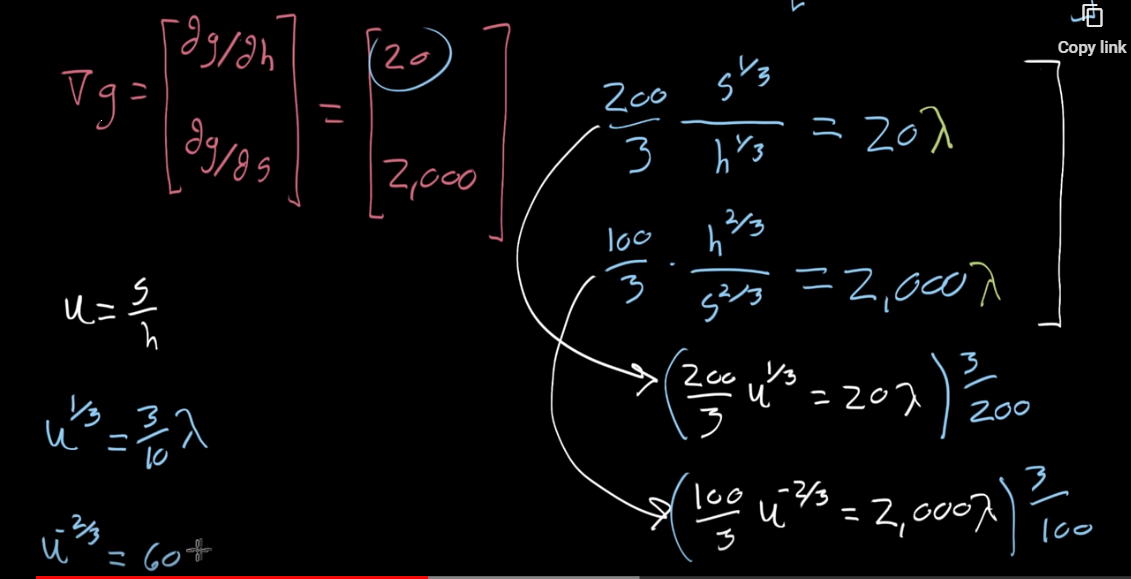 Copy link
∇g = [∂g/∂h ∂g/∂s] = [20 2,000]
200/3 s^1/3/h^1/3 = 20λ
100/3 · h^2/3/s^2/3 = 2,000λ
u = s/h
(200/3 u^1/3 = 20λ) 3/200
u^1/3 = 3/10 λ
(100/3 u^-2/3 = 2,000λ) 3/100
u^-2/3 = 60